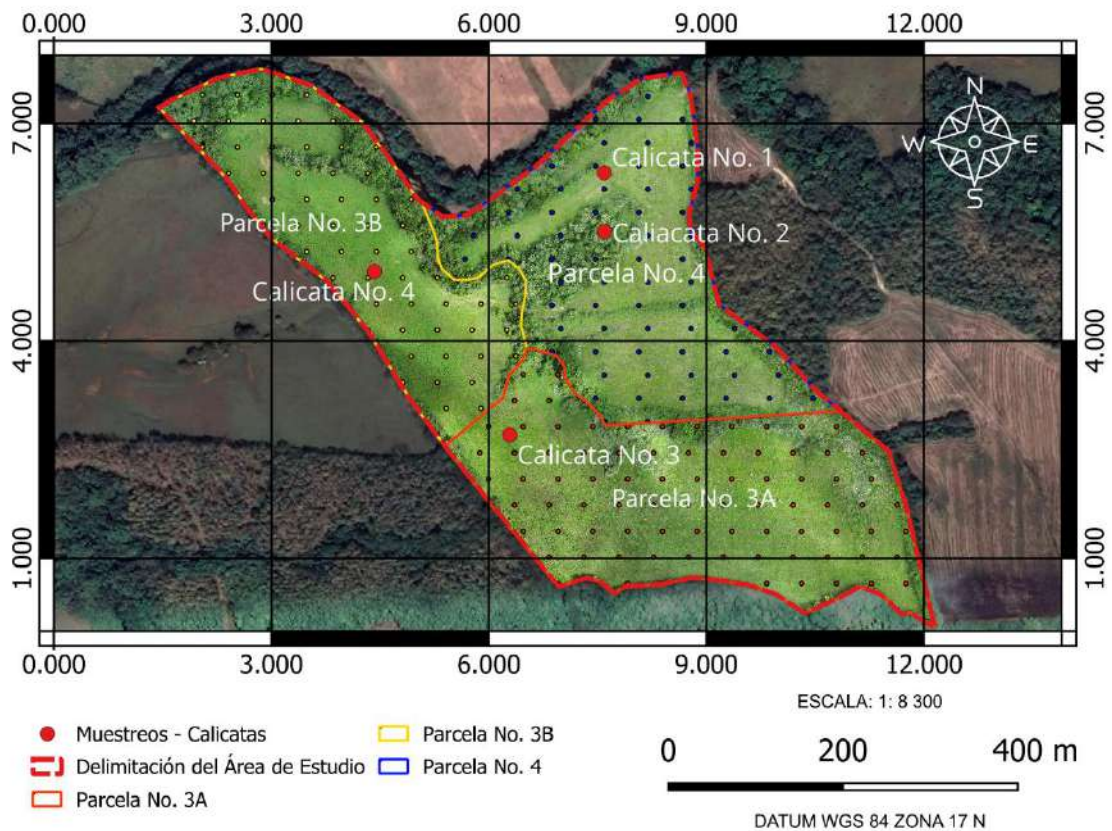 0.000 3.000 6.000 9.000 12.000
7.000 7.000
N
W E
S
Calicata No. 1
Parcela No. 3B
Caliacata No. 2
Parcela No. 4
Calicata No. 4
4.000 4.000
Calicata No. 3
Parcela No. 3A
1.000 1.000
0.000 3.000 6.000 9.000 12.000
ESCALA: 1: 8 300
Muestreos - Calicatas
Delimitación del Área de Estudio
Parcela No. 3A
Parcela No. 3B
Parcela No. 4
0 200 400 m
DATUM WGS 84 ZONA 17 N